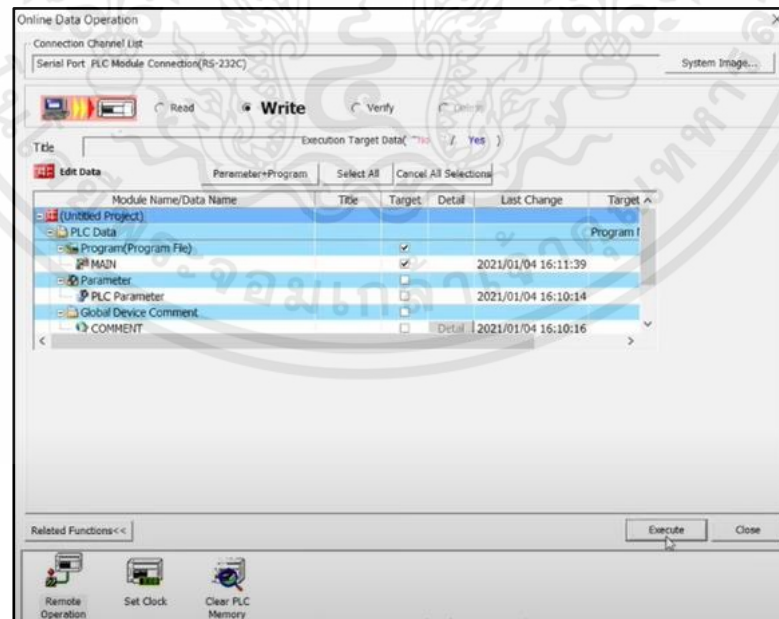 Online Data Operation
Connection Channel List
Serial Port PLC Module Connection(RS-232C)
System Image...
Read
Write
Verify
Delete
Title
Execution Target Data( No / Yes )
Edit Data
Parameter+Program
Select All
Cancel All Selections
Module Name/Data Name Title Target Detail Last Change Target
(Untitled Project)
PLC Data Program
Program(Program File)
MAIN 2021/01/04 16:11:39
Parameter
PLC Parameter 2021/01/04 16:10:14
Global Device Comment
COMMENT Detail 2021/01/04 16:10:16
Related Functions<<
Execute
Close
Remote Operation
Set Clock
Clear PLC Memory